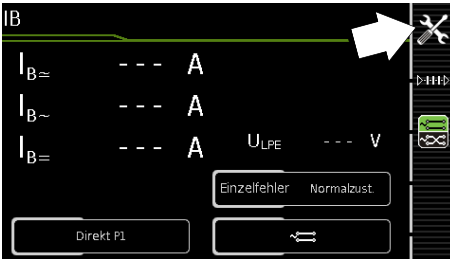 IB
IB≃ --- A
IB~ --- A
IB= --- A
ULPE --- V
Einzelfehler Normalzust.
Direkt P1